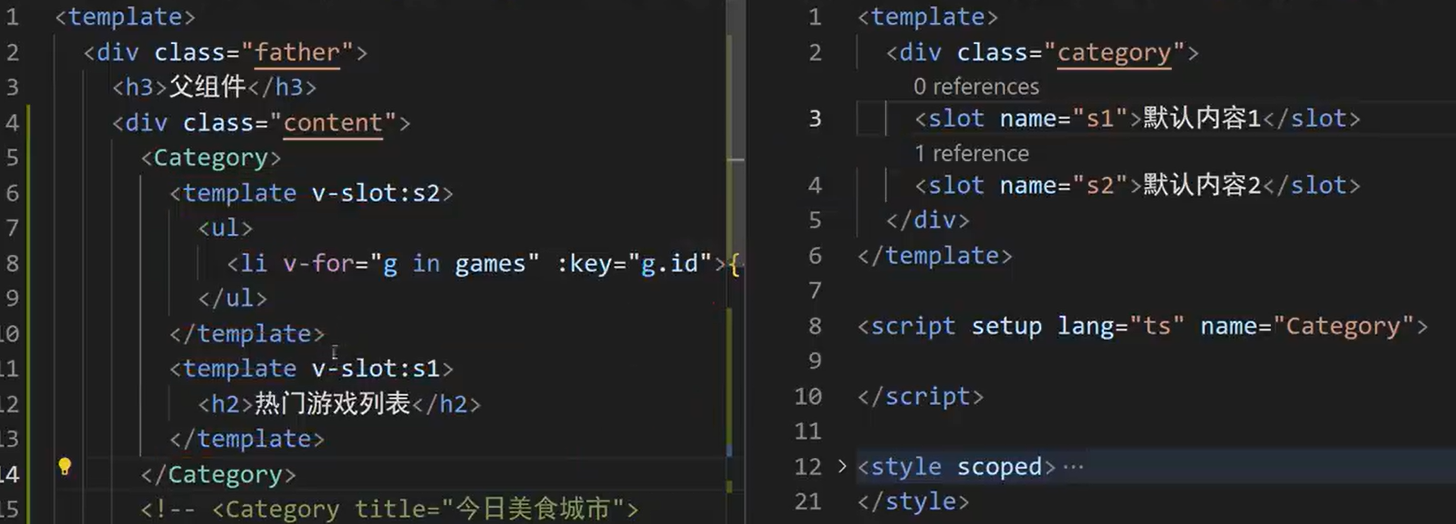 1 <template>
2 <div class="father">
3 <h3>父组件</h3>
4 <div class="content">
5 <Category>
6 <template v-slot:s2>
7 <ul>
8 <li v-for="g in games" :key="g.id">{
9 </ul>
10 </template>
11 <template v-slot:s1>
12 <h2>热门游戏列表</h2>
13 </template>
14 </Category>
15 <!-- <Category title="今日美食城市">
1 <template>
2 <div class="category">
0 references
3 <slot name="s1">默认内容1</slot>
1 reference
4 <slot name="s2">默认内容2</slot>
5 </div>
6 </template>
7
8 <script setup lang="ts" name="Category">
9
10 </script>
11
12 <style scoped>…
21 </style>